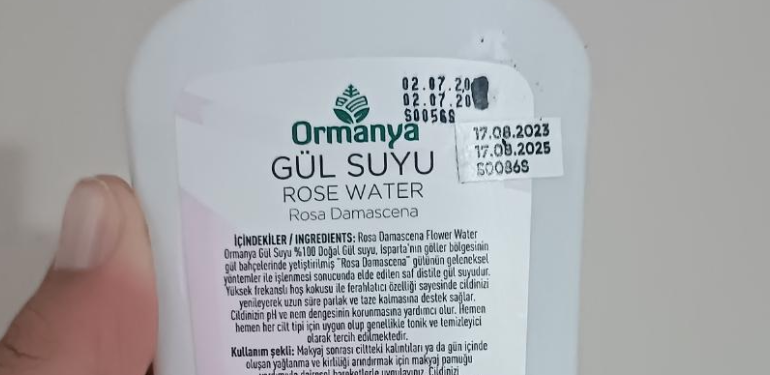 02.07.20
02.07.20
S0056S
Ormanya
17.08.2023
17.08.2025
S0086S
GÜL SUYU
ROSE WATER
Rosa Damascena
İÇİNDEKİLER / INGREDIENTS: Rosa Damascena Flower Water
Ormanya Gül Suyu %100 Doğal Gül suyu, Isparta'nın göller bölgesinin
gül bahçelerinde yetiştirilmiş "Rosa Damascena" gülünün geleneksel
yöntemler ile işlenmesi sonucunda elde edilen saf distile gül suyudur.
Yüksek frekanslı hoş kokusu ile ferahlatıcı özelliği sayesinde cildinizi
yenileyerek uzun süre parlak ve taze kalmasına destek sağlar.
Cildinizin pH ve nem dengesinin korunmasına yardımcı olur. Hemen
hemen her cilt tipi için uygun olup genellikle tonik ve temizleyici
olarak tercih edilmektedir.
Kullanım şekli: Makyaj sonrası ciltteki kalıntıları ya da gün içinde
oluşan yağlanma ve kirliliği arındırmak için makyaj pamuğu
yardımıyla dairesel hareketlerle uygulayınız. Cildinizi